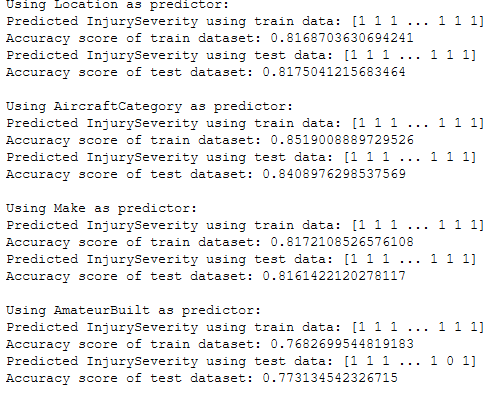 Using Location as predictor:
Predicted InjurySeverity using train data: [1 1 1 ... 1 1 1]
Accuracy score of train dataset: 0.8168703630694241
Predicted InjurySeverity using test data: [1 1 1 ... 1 1 1]
Accuracy score of test dataset: 0.8175041215683464
Using AircraftCategory as predictor:
Predicted InjurySeverity using train data: [1 1 1 ... 1 1 1]
Accuracy score of train dataset: 0.8519008889729526
Predicted InjurySeverity using test data: [1 1 1 ... 1 1 1]
Accuracy score of test dataset: 0.8408976298537569
Using Make as predictor:
Predicted InjurySeverity using train data: [1 1 1 ... 1 1 1]
Accuracy score of train dataset: 0.8172108526576108
Predicted InjurySeverity using test data: [1 1 1 ... 1 1 1]
Accuracy score of test dataset: 0.8161422120278117
Using AmateurBuilt as predictor:
Predicted InjurySeverity using train data: [1 1 1 ... 1 1 1]
Accuracy score of train dataset: 0.7682699544819183
Predicted InjurySeverity using test data: [1 1 1 ... 1 0 1]
Accuracy score of test dataset: 0.773134542326715